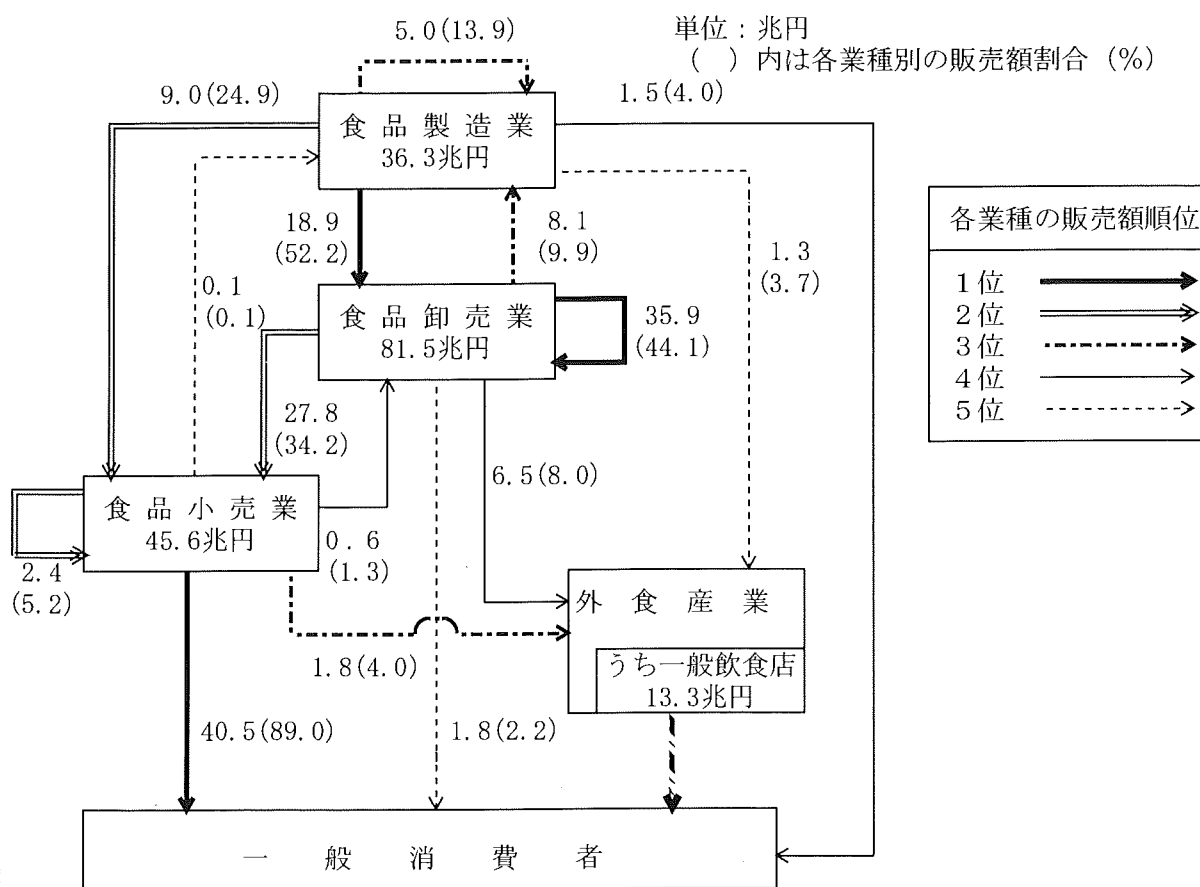 5.0(13.9)
単位：兆円
（　）内は各業種別の販売額割合（%）
9.0(24.9)
1.5(4.0)
食品製造業
36.3兆円
各業種の販売額順位
1位
2位
3位
4位
5位
18.9
(52.2)
8.1
(9.9)
1.3
(3.7)
0.1
(0.1)
食品卸売業
81.5兆円
35.9
(44.1)
27.8
(34.2)
6.5(8.0)
食品小売業
45.6兆円
0.6
(1.3)
2.4
(5.2)
外食産業
うち一般飲食店
13.3兆円
1.8(4.0)
40.5(89.0)
1.8(2.2)
一般消費者